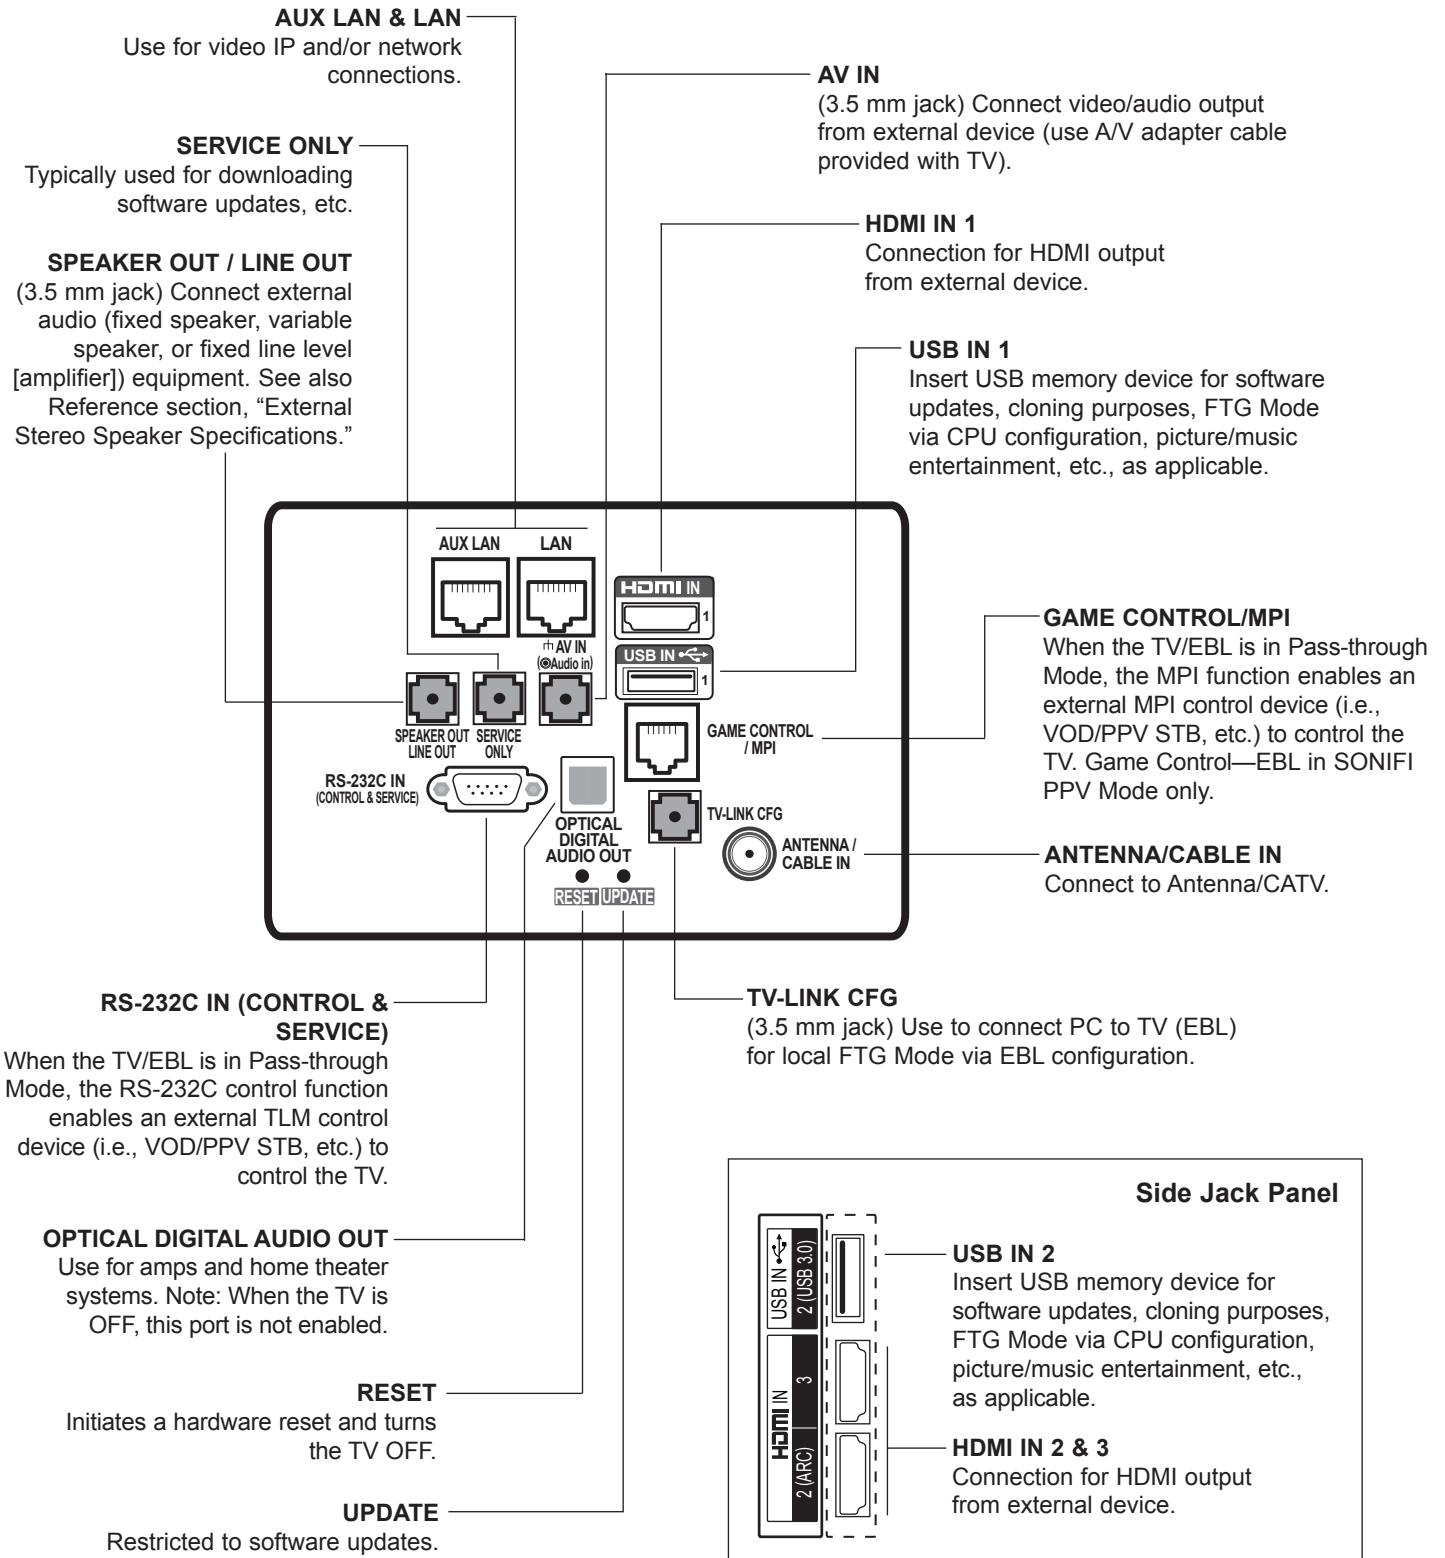 AUX LAN & LAN
Use for video IP and/or network
connections.
SERVICE ONLY
Typically used for downloading
software updates, etc.
SPEAKER OUT / LINE OUT
(3.5 mm jack) Connect external
audio (fixed speaker, variable
speaker, or fixed line level
[amplifier]) equipment. See also
Reference section, “External
Stereo Speaker Specifications.”
AV IN
(3.5 mm jack) Connect video/audio output
from external device (use A/V adapter cable
provided with TV).
HDMI IN 1
Connection for HDMI output
from external device.
USB IN 1
Insert USB memory device for software
updates, cloning purposes, FTG Mode
via CPU configuration, picture/music
entertainment, etc., as applicable.
AUX LAN
LAN
HDMI IN
1
AV IN
(Audio in)
USB IN
1
SPEAKER OUT
LINE OUT
SERVICE
ONLY
GAME CONTROL
/ MPI
RS-232C IN
(CONTROL & SERVICE)
OPTICAL
DIGITAL
AUDIO OUT
TV-LINK CFG
ANTENNA /
CABLE IN
RESET
UPDATE
GAME CONTROL/MPI
When the TV/EBL is in Pass-through
Mode, the MPI function enables an
external MPI control device (i.e.,
VOD/PPV STB, etc.) to control the
TV. Game Control—EBL in SONIFI
PPV Mode only.
ANTENNA/CABLE IN
Connect to Antenna/CATV.
RS-232C IN (CONTROL &
SERVICE)
When the TV/EBL is in Pass-through
Mode, the RS-232C control function
enables an external TLM control
device (i.e., VOD/PPV STB, etc.) to
control the TV.
OPTICAL DIGITAL AUDIO OUT
Use for amps and home theater
systems. Note: When the TV is
OFF, this port is not enabled.
RESET
Initiates a hardware reset and turns
the TV OFF.
UPDATE
Restricted to software updates.
TV-LINK CFG
(3.5 mm jack) Use to connect PC to TV (EBL)
for local FTG Mode via EBL configuration.
Side Jack Panel
USB IN
2 (USB 3.0)
HDMI IN
3
2 (ARC)
USB IN 2
Insert USB memory device for
software updates, cloning purposes,
FTG Mode via CPU configuration,
picture/music entertainment, etc.,
as applicable.
HDMI IN 2 & 3
Connection for HDMI output
from external device.